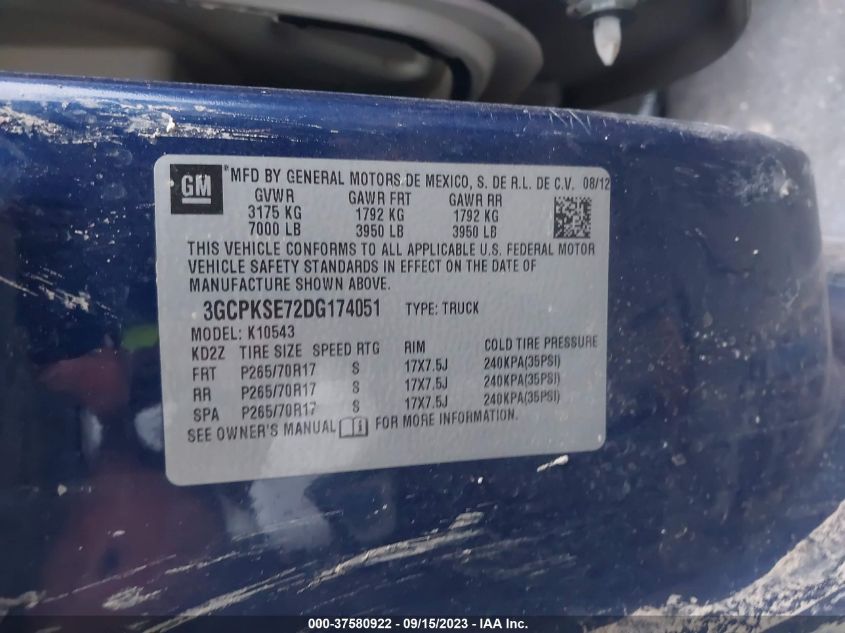 GM
*MFD BY GENERAL MOTORS DE MEXICO, S. DE R.L. DE C.V. 08/12
GVWR GAWR FRT GAWR RR
3175 KG 1792 KG 1792 KG
7000 LB 3950 LB 3950 LB
THIS VEHICLE CONFORMS TO ALL APPLICABLE U.S. FEDERAL MOTOR
VEHICLE SAFETY STANDARDS IN EFFECT ON THE DATE OF
MANUFACTURE SHOWN ABOVE.
3GCPKSE72DG174051 TYPE: TRUCK
MODEL: K10543
KD2Z TIRE SIZE SPEED RTG RIM COLD TIRE PRESSURE
FRT P265/70R17 S 17X7.5J 240KPA(35PSI)
RR P265/70R17 S 17X7.5J 240KPA(35PSI)
SPA P265/70R17 S 17X7.5J 240KPA(35PSI)
SEE OWNER'S MANUAL FOR MORE INFORMATION.
000-37580922 - 09/15/2023 - IAA Inc.